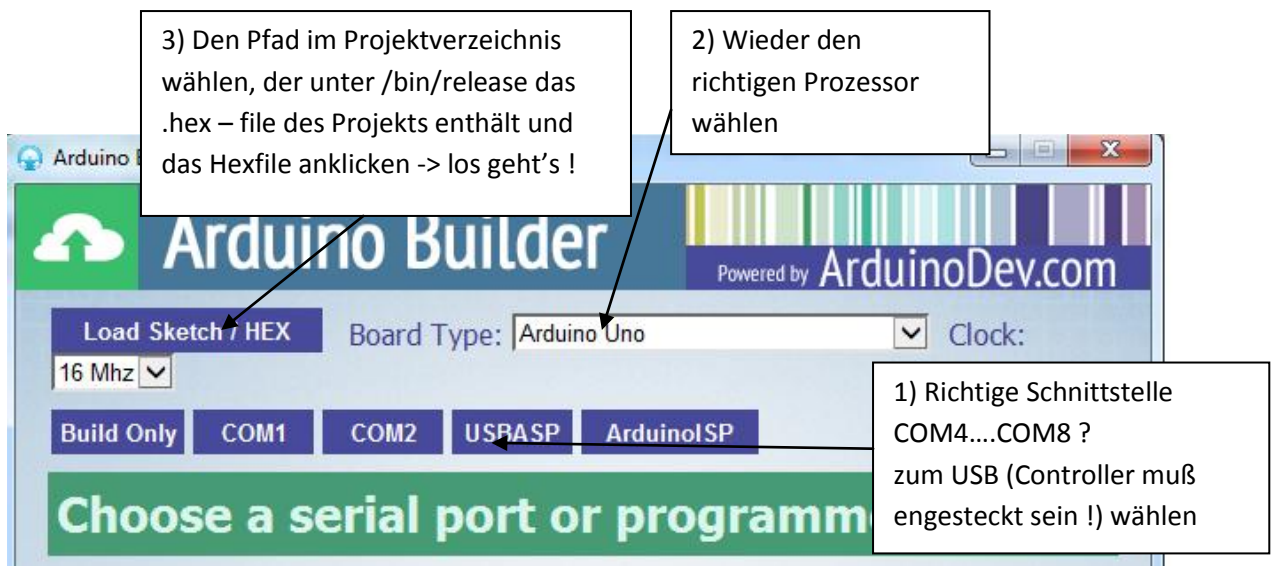 3) Den Pfad im Projektverzeichnis
wählen, der unter /bin/release das
.hex – file des Projekts enthält und
das Hexfile anklicken -> los geht's !
2) Wieder den
richtigen Prozessor
wählen
Arduino
Arduino Builder
Powered by ArduinoDev.com
Load Sketch / HEX
Board Type: Arduino Uno
Clock:
16 Mhz
Build Only COM1 COM2 USBASP ArduinoISP
1) Richtige Schnittstelle
COM4....COM8 ?
zum USB (Controller muß
engesteckt sein !) wählen
Choose a serial port or